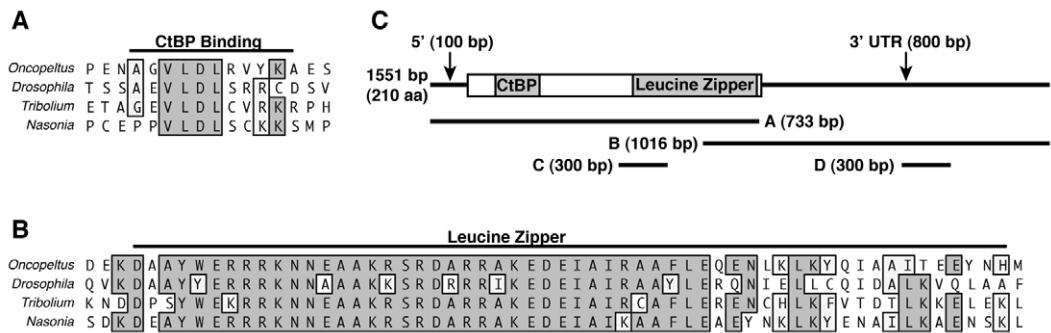 A
CtBP Binding
Oncopeltus P E N A G V L D L R V Y K A E S
Drosophila T S S A E V L D L S R R C D S V
Tribolium E T A G E V L D L C V R K R P H
Nasonia P C E P P V L D L S C K K S M P
C
5' (100 bp)
3' UTR (800 bp)
1551 bp
(210 aa)
CtBP
Leucine Zipper
A (733 bp)
B (1016 bp)
C (300 bp)
D (300 bp)
B
Leucine Zipper
Oncopeltus D E K D A A Y W E R R R K N N E A A K R S R D A R R A K E D E I A I R A A F L E Q E N L K L K Y Q I A A I T E E Y N H M
Drosophila Q V K D A A Y Y E R R R K N N A A A K K S R D R R R I K E D E I A I R A A Y L E R Q N I E L L C Q I D A L K V Q L A A F
Tribolium K N D D P S Y W K R R R K N N E A A K R S R D A R R A K E D E I A I R C A F L E R E N C H L K F V T D T L K K E L E K L
Nasonia S D K D E A Y W E R R R K N N E A A K R S R D A R R A K E D E I A I K A A F L E A E Y N K L K Y E N A I L K A E N S K L